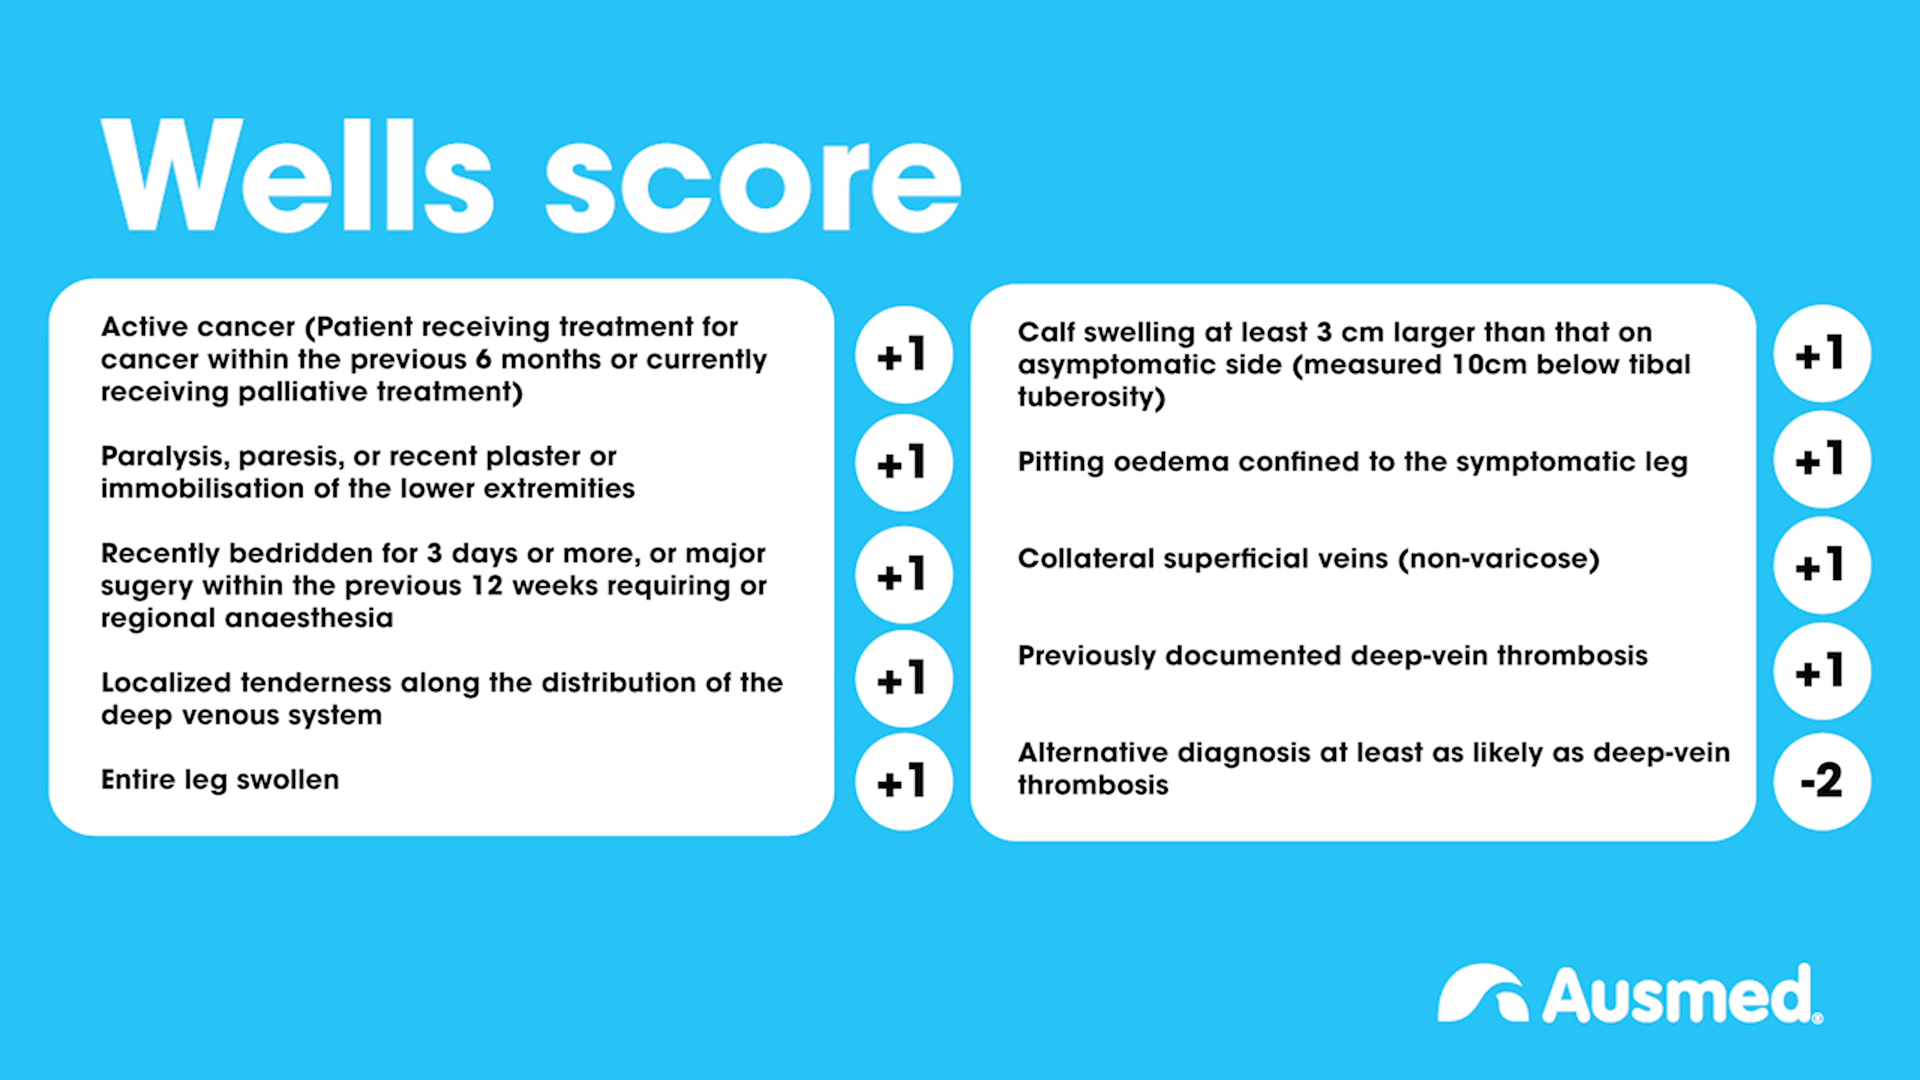 Wells score
Active cancer (Patient receiving treatment for
cancer within the previous 6 months or currently
receiving palliative treatment)
+1
Paralysis, paresis, or recent plaster or
immobilisation of the lower extremities
+1
Recently bedridden for 3 days or more, or major
sugery within the previous 12 weeks requiring or
regional anaesthesia
+1
Localized tenderness along the distribution of the
deep venous system
+1
Entire leg swollen
+1
Calf swelling at least 3 cm larger than that on
asymptomatic side (measured 10cm below tibal
tuberosity)
+1
Pitting oedema confined to the symptomatic leg
+1
Collateral superficial veins (non-varicose)
+1
Previously documented deep-vein thrombosis
+1
Alternative diagnosis at least as likely as deep-vein
thrombosis
-2
Ausmed®